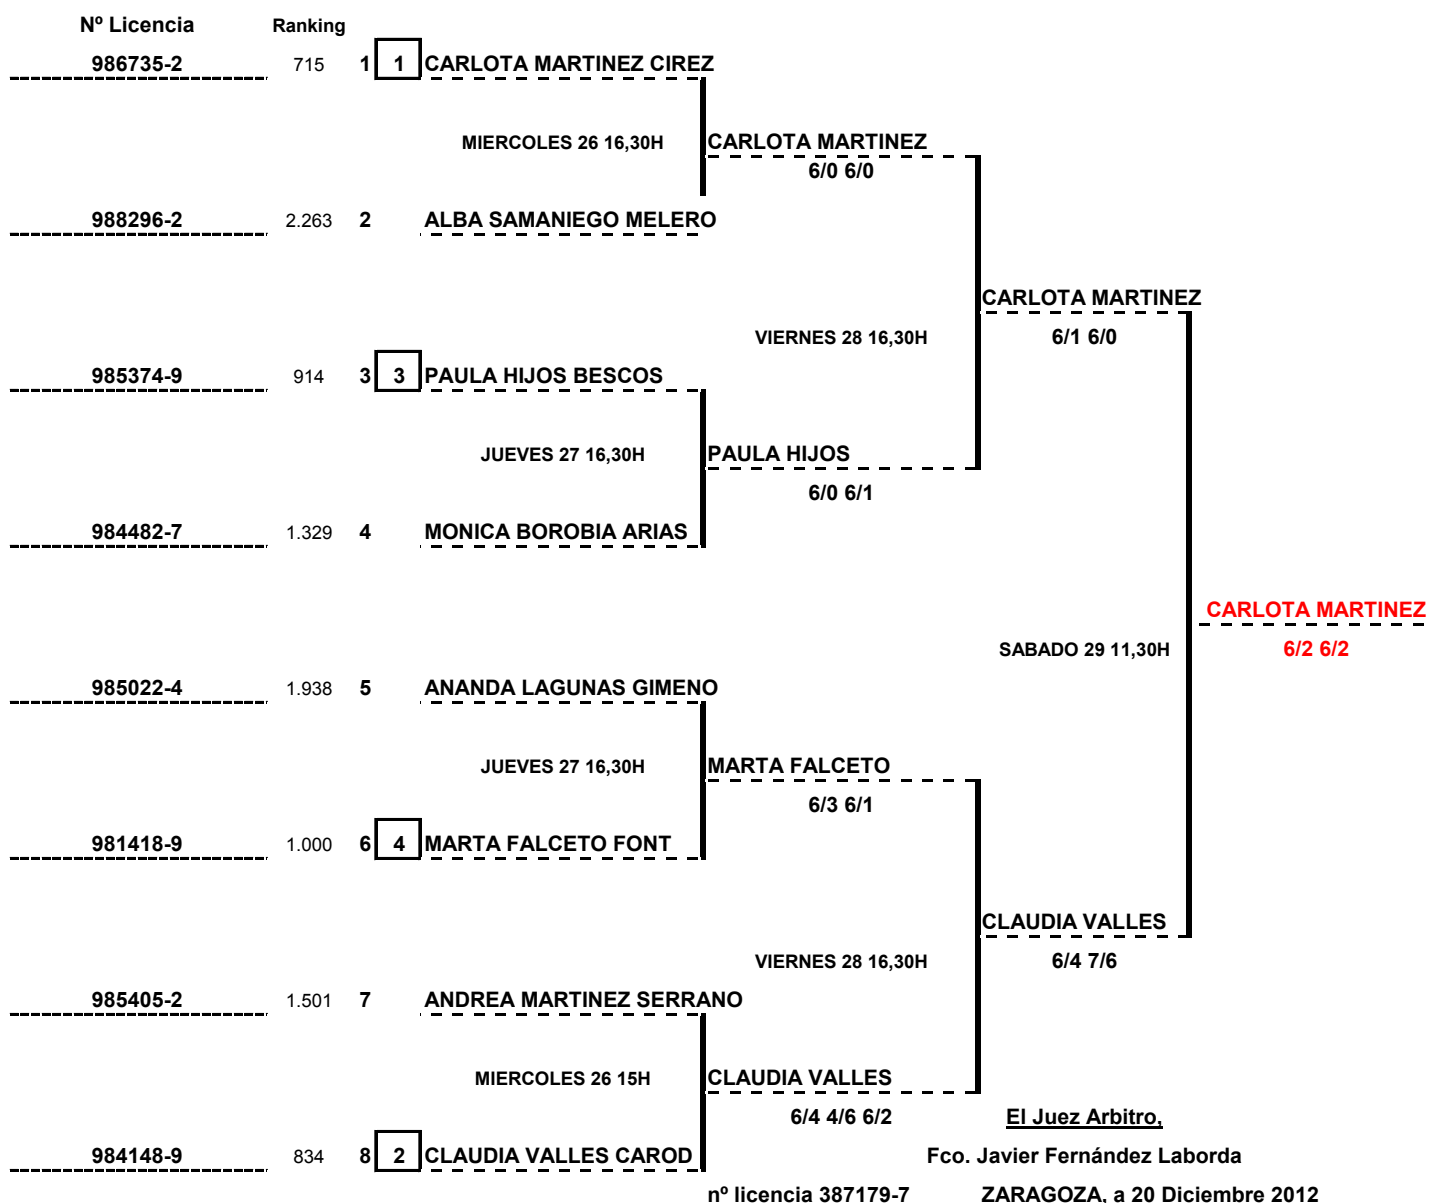 Nº Licencia Ranking
986735-2 715 1 1 CARLOTA MARTINEZ CIREZ
MIERCOLES 26 16,30H CARLOTA MARTINEZ
6/0 6/0
988296-2 2.263 2 ALBA SAMANIEGO MELERO
CARLOTA MARTINEZ
VIERNES 28 16,30H 6/1 6/0
985374-9 914 3 3 PAULA HIJOS BESCOS
JUEVES 27 16,30H PAULA HIJOS
6/0 6/1
984482-7 1.329 4 MONICA BOROBIA ARIAS
CARLOTA MARTINEZ
SABADO 29 11,30H 6/2 6/2
985022-4 1.938 5 ANANDA LAGUNAS GIMENO
JUEVES 27 16,30H MARTA FALCETO
6/3 6/1
981418-9 1.000 6 4 MARTA FALCETO FONT
CLAUDIA VALLES
VIERNES 28 16,30H 6/4 7/6
985405-2 1.501 7 ANDREA MARTINEZ SERRANO
MIERCOLES 26 15H CLAUDIA VALLES
6/4 4/6 6/2 El Juez Arbitro,
984148-9 834 8 2 CLAUDIA VALLES CAROD Fco. Javier Fernández Laborda
nº licencia 387179-7 ZARAGOZA, a 20 Diciembre 2012